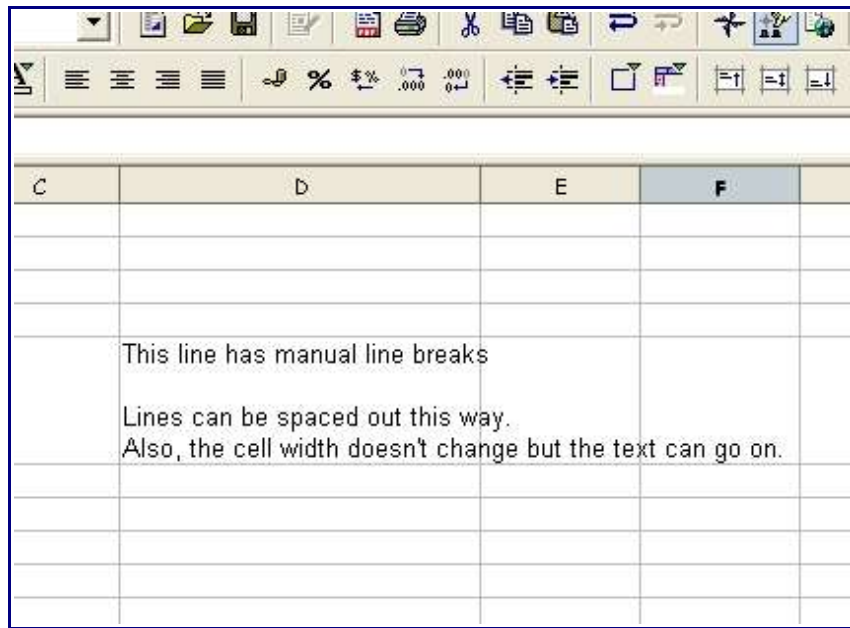 C D E F
This line has manual line breaks
Lines can be spaced out this way.
Also, the cell width doesn't change but the text can go on.